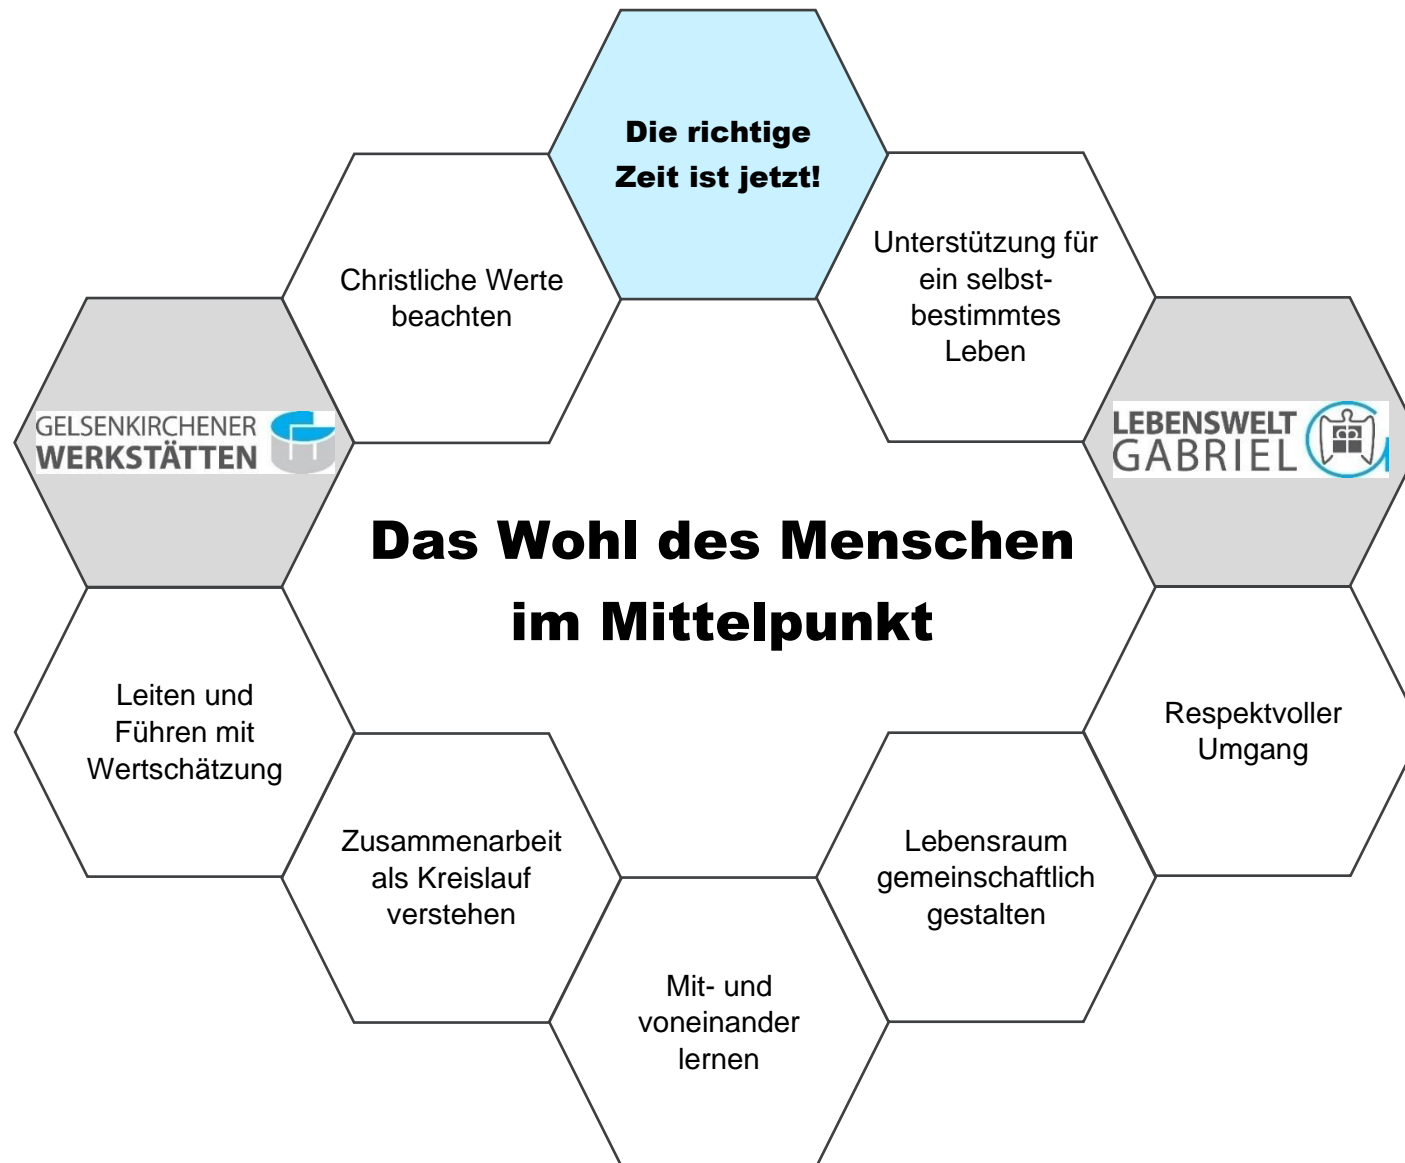 Die richtige
Zeit ist jetzt!
Christliche Werte
beachten
Unterstützung für
ein selbst-
bestimmtes
Leben
GELSENKIRCHENER
WERKSTÄTTEN
LEBENSWELT
GABRIEL
Das Wohl des Menschen
im Mittelpunkt
Leiten und
Führen mit
Wertschätzung
Respektvoller
Umgang
Zusammenarbeit
als Kreislauf
verstehen
Lebensraum
gemeinschaftlich
gestalten
Mit- und
voneinander
lernen